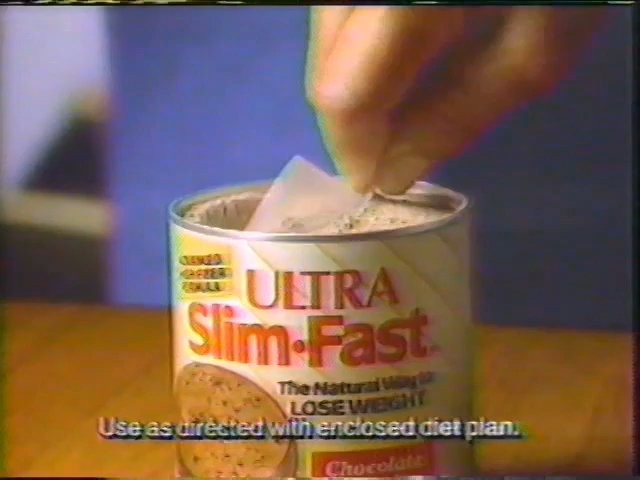 ULTRA
Slim•Fast
The Natural Way to
LOSE WEIGHT
Use as directed with enclosed diet plan.
Chocolate